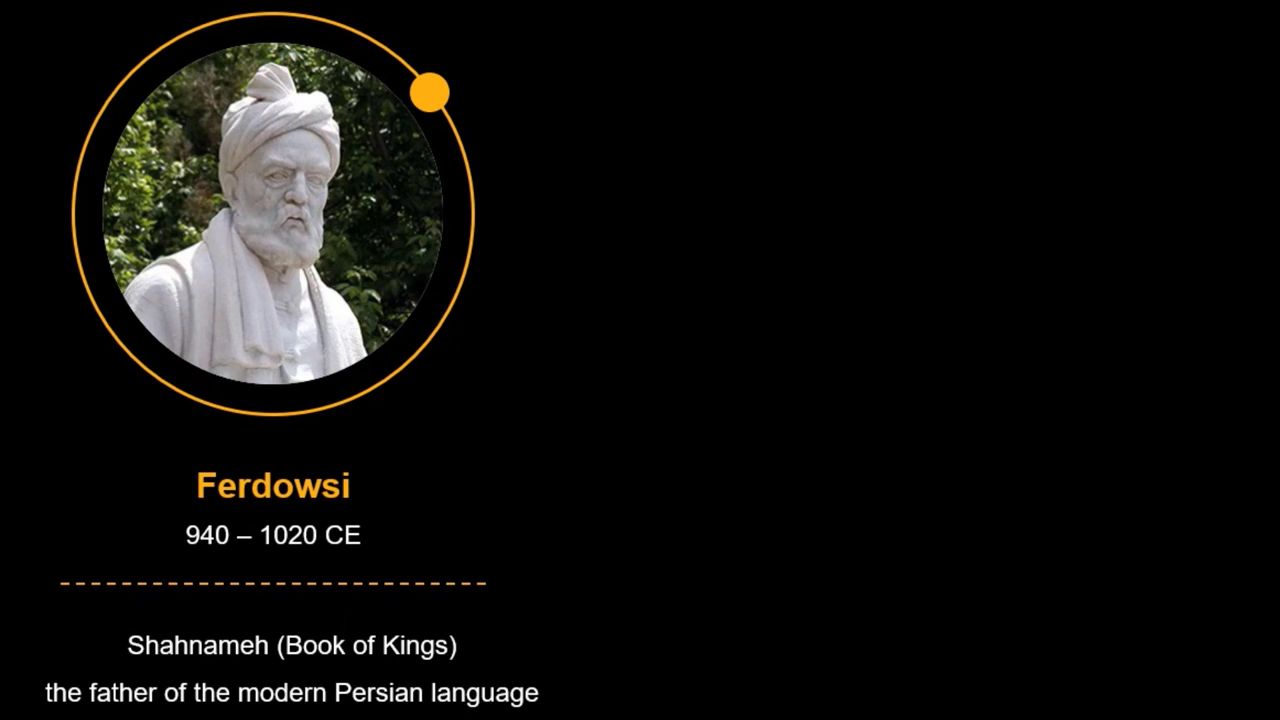 Ferdowsi
940 – 1020 CE
Shahnameh (Book of Kings)
the father of the modern Persian language